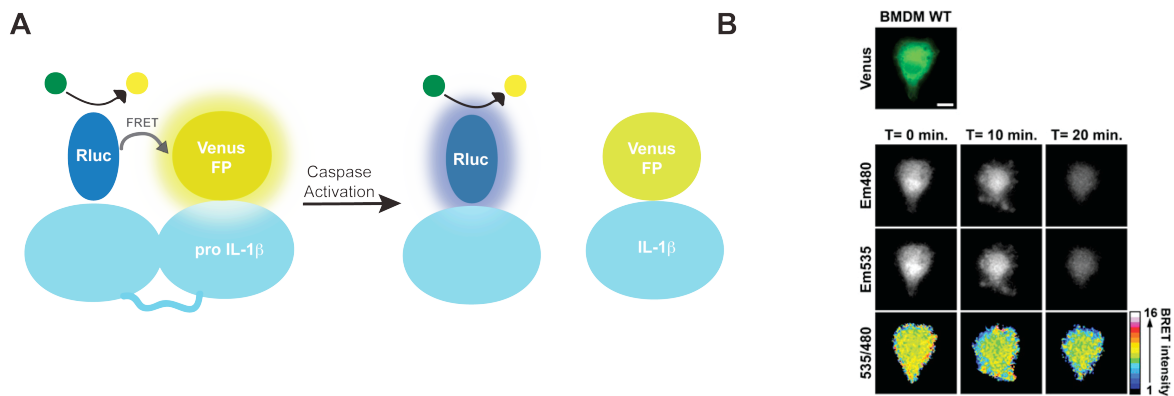 A
FRET
Rluc
Venus
FP
pro IL-1β
Caspase
Activation
Rluc
Venus
FP
IL-1β
B
BMDM WT
Venus
T= 0 min.
T= 10 min.
T= 20 min.
Em480
Em535
535/480
16
1
BRET intensity